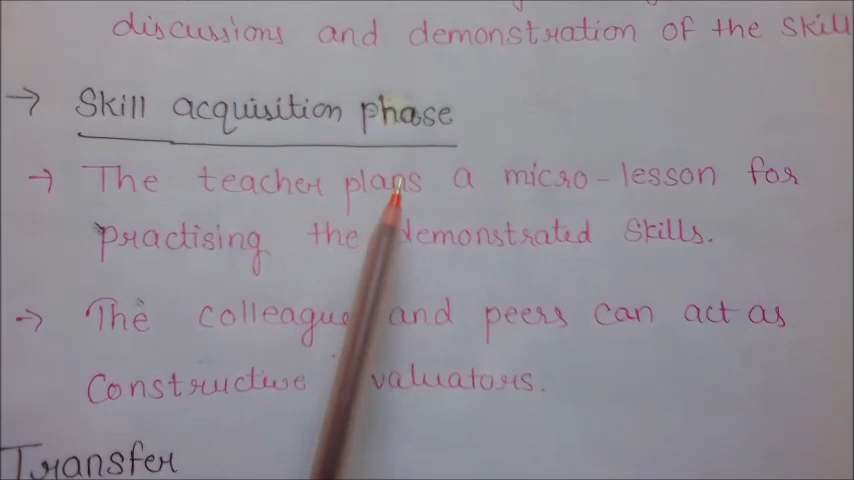 discussions and demonstration of the skill
→ Skill acquisition phase
→ The teacher plans a micro-lesson for
practising the demonstrated skills.
→ The colleague and peers can act as
Constructive valuators.
Transfer